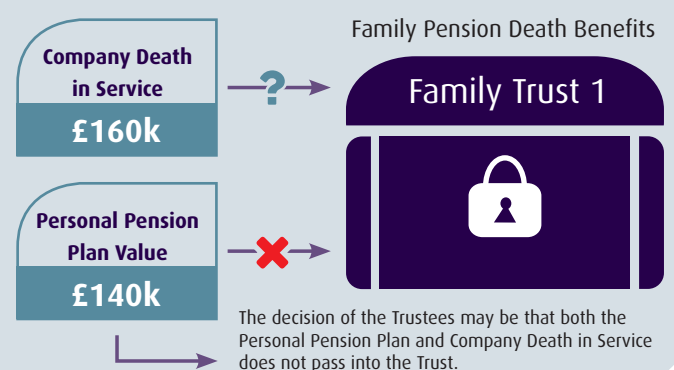 Family Pension Death Benefits
Company Death
in Service
£160k
?
Family Trust 1
Personal Pension
Plan Value
£140k
The decision of the Trustees may be that both the
Personal Pension Plan and Company Death in Service
does not pass into the Trust.